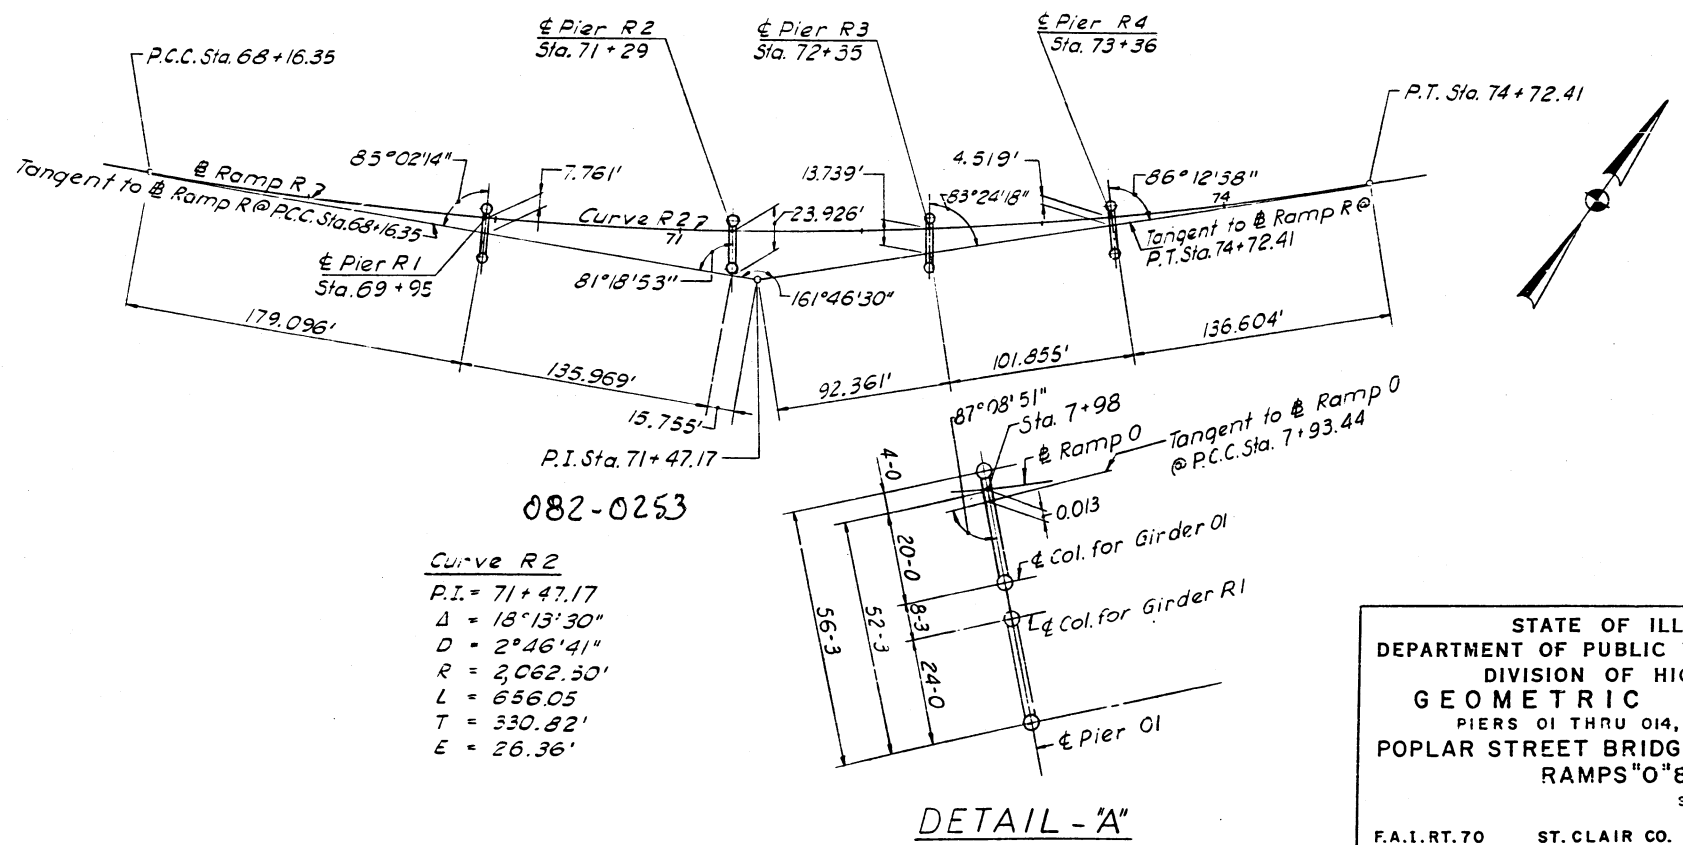 ℄ Pier R2
Sta. 71+29
℄ Pier R3
Sta. 72+35
℄ Pier R4
Sta. 73+36
P.C.C. Sta. 68+16.35
P.T. Sta. 74+72.41
85°02'14"
7.761'
13.739'
4.519'
86°12'38"
74
83°24'18"
Ramp R
Tangent to Ramp R @ P.C.C. Sta. 68+16.35
Curve R2
71
23.926'
Tangent to Ramp R @
P.T. Sta. 74+72.41
℄ Pier R1
Sta. 69+95
81°18'53"
161°46'30"
179.096'
135.969'
15.755'
92.361'
101.855'
136.604'
P.I. Sta. 71+47.17
082-0253
87°08'51"
Sta. 7+98
Ramp O
Tangent to Ramp O
@ P.C.C. Sta. 7+93.44
4-0
0.013
20-0
℄ Col. for Girder O1
8-3
℄ Col. for Girder R1
56-3
52-3
24-0
℄ Pier O1
Curve R2
P.I. = 71+47.17
Δ = 18°13'30"
D = 2°46'41"
R = 2,062.50'
L = 656.05
T = 330.82'
E = 26.36'
DETAIL - "A"
STATE OF ILL
DEPARTMENT OF PUBLIC
DIVISION OF HI
GEOMETRIC
PIERS O1 THRU O14,
POPLAR STREET BRIDG
RAMPS "O" &
F.A.I. RT. 70 ST. CLAIR CO.